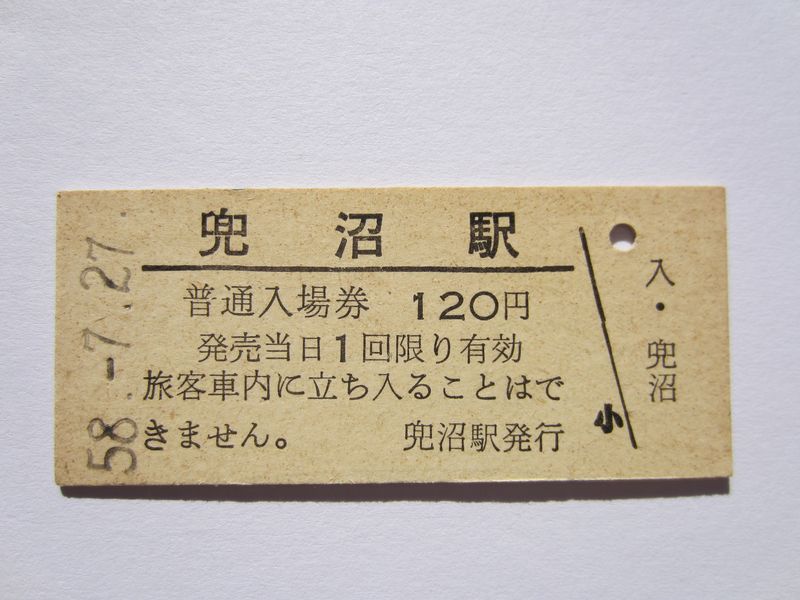 兜沼駅
普通入場券 120円
発売当日1回限り有効
旅客車内に立ち入ることはで
きません。 兜沼駅発行
小
入・兜沼
58.-7.27.